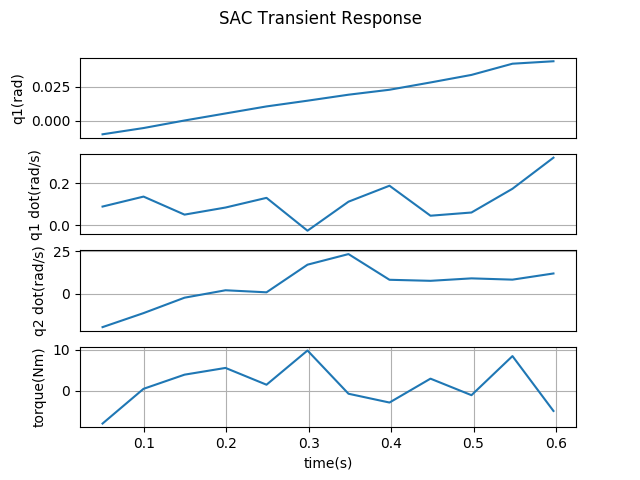 SAC Transient Response
q1(rad)
0.025
0.000
q1 dot(rad/s)
0.2
0.0
q2 dot(rad/s)
25
0
torque(Nm)
10
0
0.1 0.2 0.3 0.4 0.5 0.6
time(s)